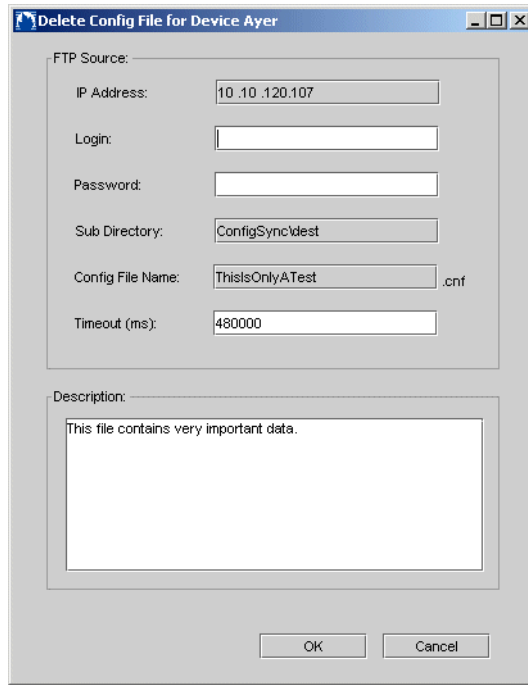 Delete Config File for Device Ayer
FTP Source:
IP Address: 10 .10 .120.107
Login:
Password:
Sub Directory: ConfigSync\dest
Config File Name: ThisIsOnlyATest .cnf
Timeout (ms): 480000
Description:
This file contains very important data.
OK Cancel